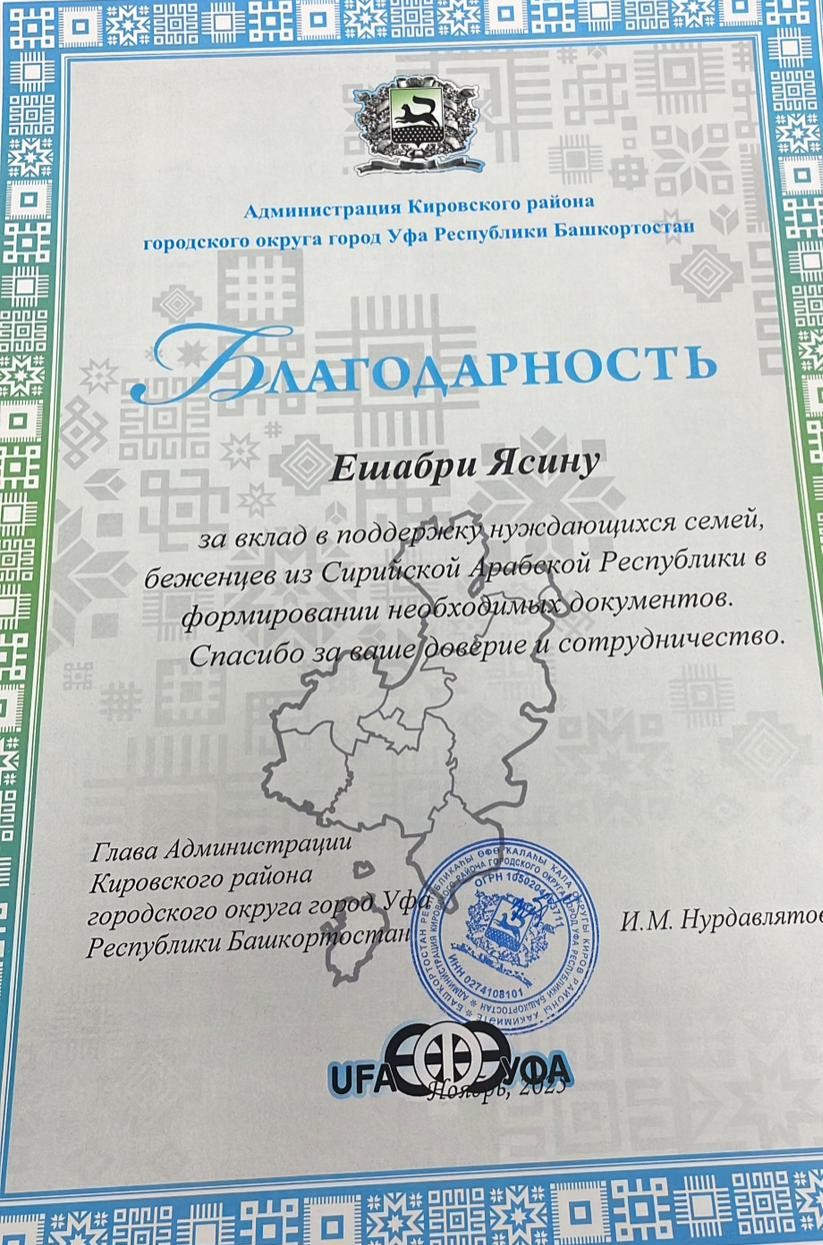 Администрация Кировского района
городского округа город Уфа Республики Башкортостан
Благодарность
Ешабри Ясину
за вклад в поддержку нуждающихся семей,
беженцев из Сирийской Арабской Республики в
формировании необходимых документов.
Спасибо за ваше доверие и сотрудничество.
Глава Администрации
Кировского района
городского округа город Уфа
Республики Башкортостан
И.М. Нурдавлятов
ИНН 0274108101
UFA УФА
Ноябрь,